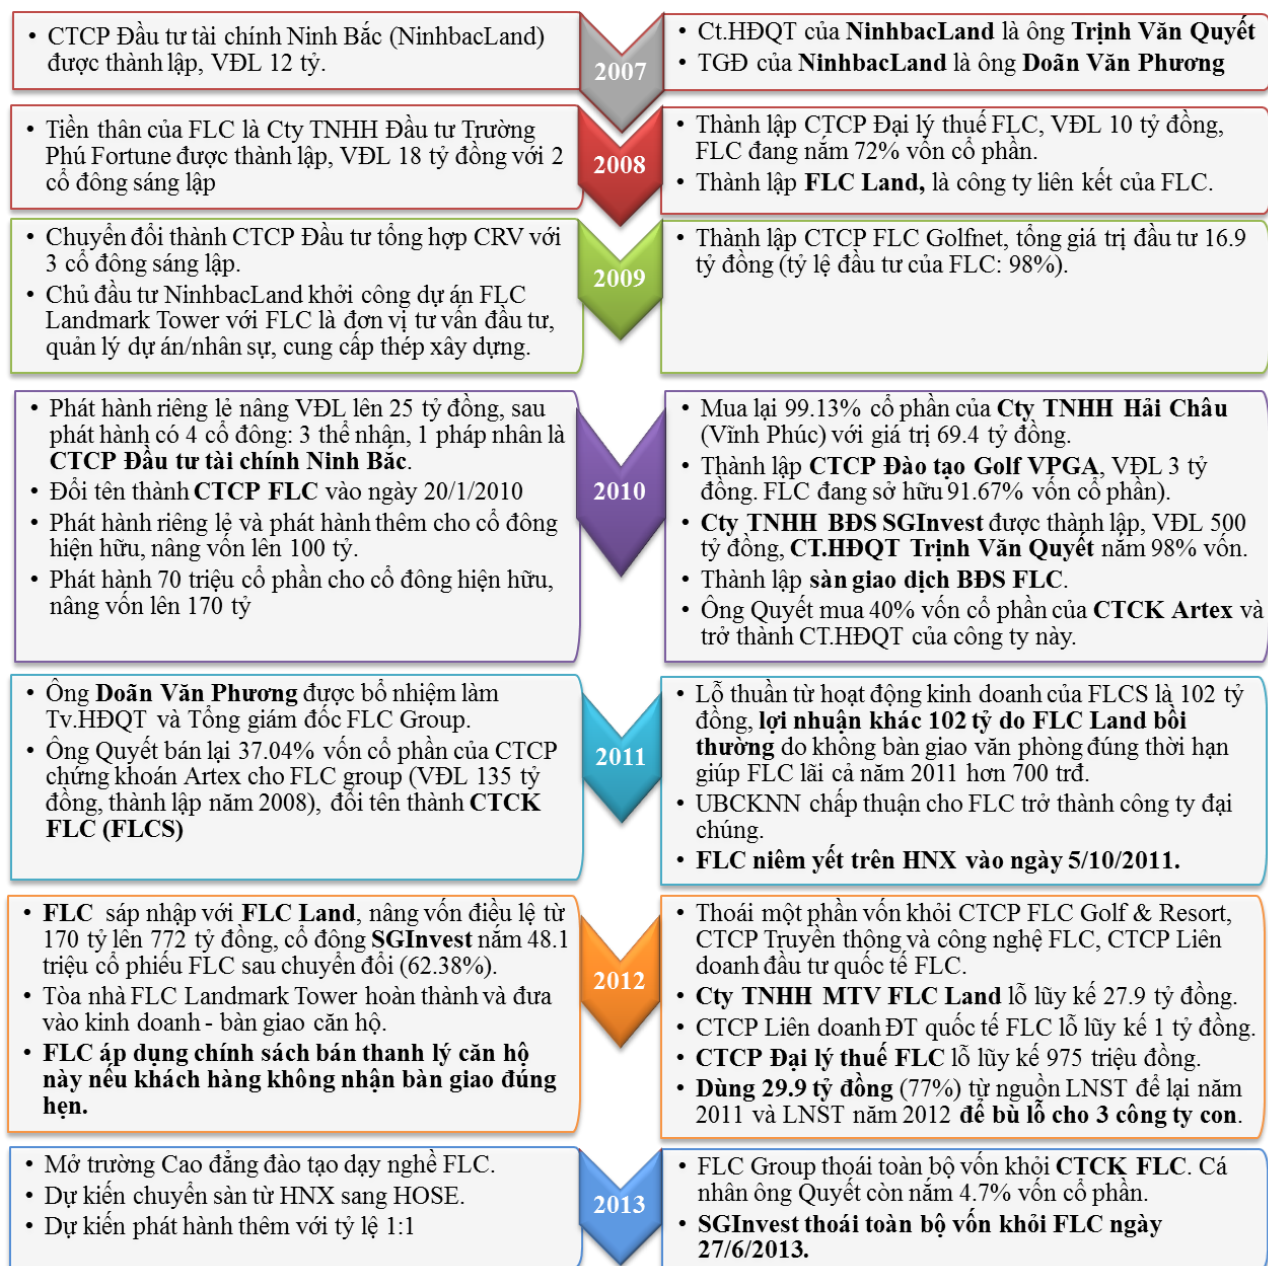 • CTCP Đầu tư tài chính Ninh Bắc (NinhbacLand)
được thành lập, VĐL 12 tỷ.
2007
• Ct.HĐQT của NinhbacLand là ông Trịnh Văn Quyết
• TGĐ của NinhbacLand là ông Doãn Văn Phương
• Tiền thân của FLC là Cty TNHH Đầu tư Trường
Phú Fortune được thành lập, VĐL 18 tỷ đồng với 2
cổ đông sáng lập
2008
• Thành lập CTCP Đại lý thuế FLC, VĐL 10 tỷ đồng,
FLC đang nắm 72% vốn cổ phần.
• Thành lập FLC Land, là công ty liên kết của FLC.
• Chuyển đổi thành CTCP Đầu tư tổng hợp CRV với
3 cổ đông sáng lập.
• Chủ đầu tư NinhbacLand khởi công dự án FLC
Landmark Tower với FLC là đơn vị tư vấn đầu tư,
quản lý dự án/nhân sự, cung cấp thép xây dựng.
2009
• Thành lập CTCP FLC Golfnet, tổng giá trị đầu tư 16.9
tỷ đồng (tỷ lệ đầu tư của FLC: 98%).
• Phát hành riêng lẻ nâng VĐL lên 25 tỷ đồng, sau
phát hành có 4 cổ đông: 3 thể nhân, 1 pháp nhân là
CTCP Đầu tư tài chính Ninh Bắc.
• Đổi tên thành CTCP FLC vào ngày 20/1/2010
• Phát hành riêng lẻ và phát hành thêm cho cổ đông
hiện hữu, nâng vốn lên 100 tỷ.
• Phát hành 70 triệu cổ phần cho cổ đông hiện hữu,
nâng vốn lên 170 tỷ
2010
• Mua lại 99.13% cổ phần của Cty TNHH Hải Châu
(Vĩnh Phúc) với giá trị 69.4 tỷ đồng.
• Thành lập CTCP Đào tạo Golf VPGA, VĐL 3 tỷ
đồng. FLC đang sở hữu 91.67% vốn cổ phần).
• Cty TNHH BĐS SGInvest được thành lập, VĐL 500
tỷ đồng, CT.HĐQT Trịnh Văn Quyết nắm 98% vốn.
• Thành lập sàn giao dịch BĐS FLC.
• Ông Quyết mua 40% vốn cổ phần của CTCK Artex và
trở thành CT.HĐQT của công ty này.
• Ông Doãn Văn Phương được bổ nhiệm làm
Tv.HĐQT và Tổng giám đốc FLC Group.
• Ông Quyết bán lại 37.04% vốn cổ phần của CTCP
chứng khoán Artex cho FLC group (VĐL 135 tỷ
đồng, thành lập năm 2008), đổi tên thành CTCK
FLC (FLCS)
2011
• Lỗ thuần từ hoạt động kinh doanh của FLCS là 102 tỷ
đồng, lợi nhuận khác 102 tỷ do FLC Land bồi
thường do không bàn giao văn phòng đúng thời hạn
giúp FLC lãi cả năm 2011 hơn 700 trđ.
• UBCKNN chấp thuận cho FLC trở thành công ty đại
chúng.
• FLC niêm yết trên HNX vào ngày 5/10/2011.
• FLC sáp nhập với FLC Land, nâng vốn điều lệ từ
170 tỷ lên 772 tỷ đồng, cổ đông SGInvest nắm 48.1
triệu cổ phiếu FLC sau chuyển đổi (62.38%).
• Tòa nhà FLC Landmark Tower hoàn thành và đưa
vào kinh doanh - bàn giao căn hộ.
• FLC áp dụng chính sách bán thanh lý căn hộ
này nếu khách hàng không nhận bàn giao đúng
hẹn.
2012
• Thoái một phần vốn khỏi CTCP FLC Golf & Resort,
CTCP Truyền thông và công nghệ FLC, CTCP Liên
doanh đầu tư quốc tế FLC.
• Cty TNHH MTV FLC Land lỗ lũy kế 27.9 tỷ đồng.
• CTCP Liên doanh ĐT quốc tế FLC lỗ lũy kế 1 tỷ đồng.
• CTCP Đại lý thuế FLC lỗ lũy kế 975 triệu đồng.
• Dùng 29.9 tỷ đồng (77%) từ nguồn LNST để lại năm
2011 và LNST năm 2012 để bù lỗ cho 3 công ty con.
• Mở trường Cao đẳng đào tạo dạy nghề FLC.
• Dự kiến chuyển sàn từ HNX sang HOSE.
• Dự kiến phát hành thêm với tỷ lệ 1:1
2013
• FLC Group thoái toàn bộ vốn khỏi CTCK FLC. Cá
nhân ông Quyết còn nắm 4.7% vốn cổ phần.
• SGInvest thoái toàn bộ vốn khỏi FLC ngày
27/6/2013.